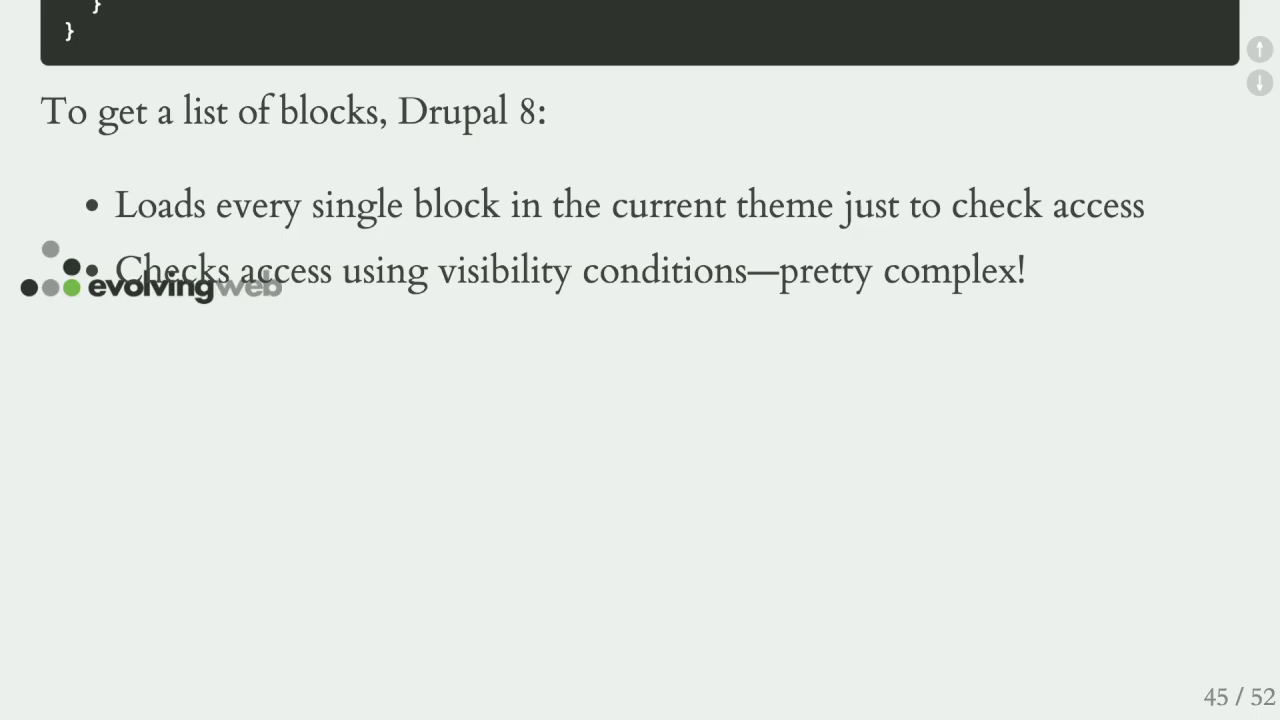 }
}
To get a list of blocks, Drupal 8:
• Loads every single block in the current theme just to check access
• Checks access using visibility conditions—pretty complex!
evolvingweb
45 / 52